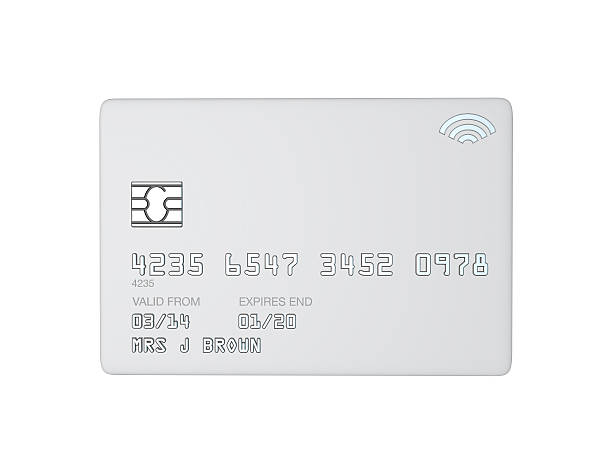 4235 6547 3452 0978
4235
VALID FROM EXPIRES END
03/14 01/20
MRS J BROWN